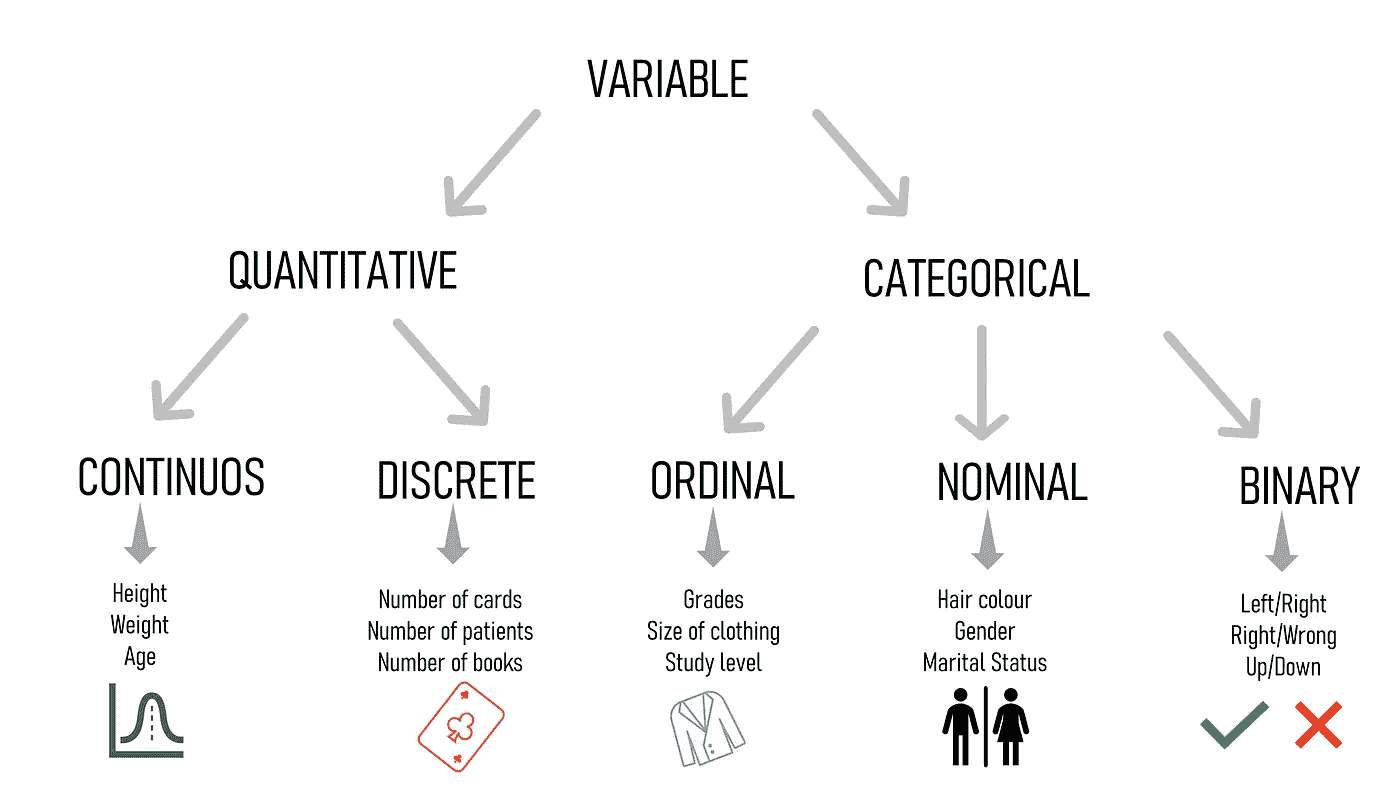 VARIABLE
QUANTITATIVE
CATEGORICAL
CONTINUOS
DISCRETE
ORDINAL
NOMINAL
BINARY
Height
Weight
Age
Number of cards
Number of patients
Number of books
Grades
Size of clothing
Study level
Hair colour
Gender
Marital Status
Left/Right
Right/Wrong
Up/Down